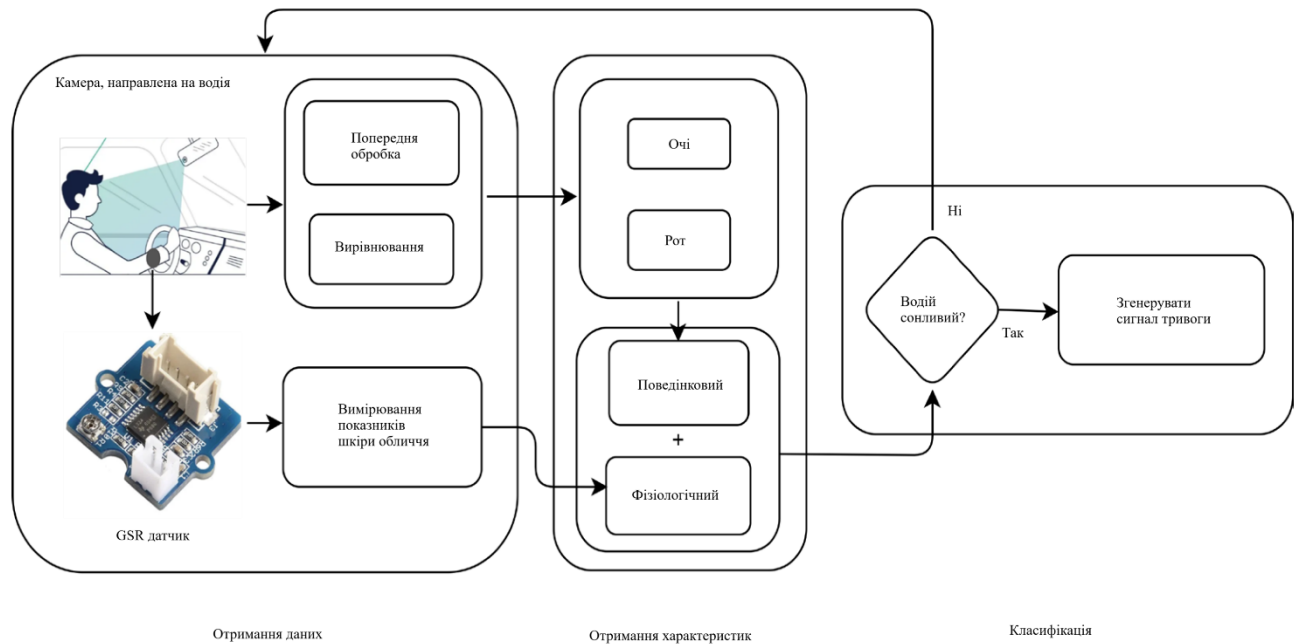 Камера, направлена на водія
Попередня
обробка
Вирівнювання
GSR датчик
Вимірювання
показників
шкіри обличчя
Отримання даних
Очі
Рот
Поведінковий
+
Фізіологічний
Отримання характеристик
Ні
Водій
сонливий?
Так
Згенерувати
сигнал тривоги
Класифікація